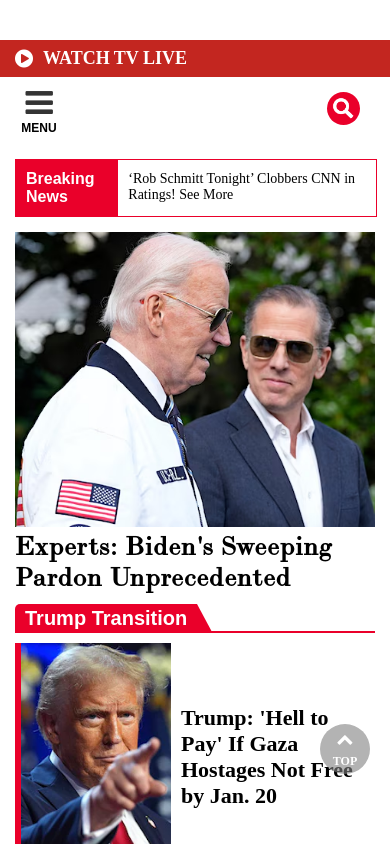 WATCH TV LIVE
MENU
Breaking
News
‘Rob Schmitt Tonight’ Clobbers CNN in
Ratings! See More
Experts: Biden's Sweeping
Pardon Unprecedented
Trump Transition
Trump: 'Hell to
Pay' If Gaza
Hostages Not Free
by Jan. 20
TOP